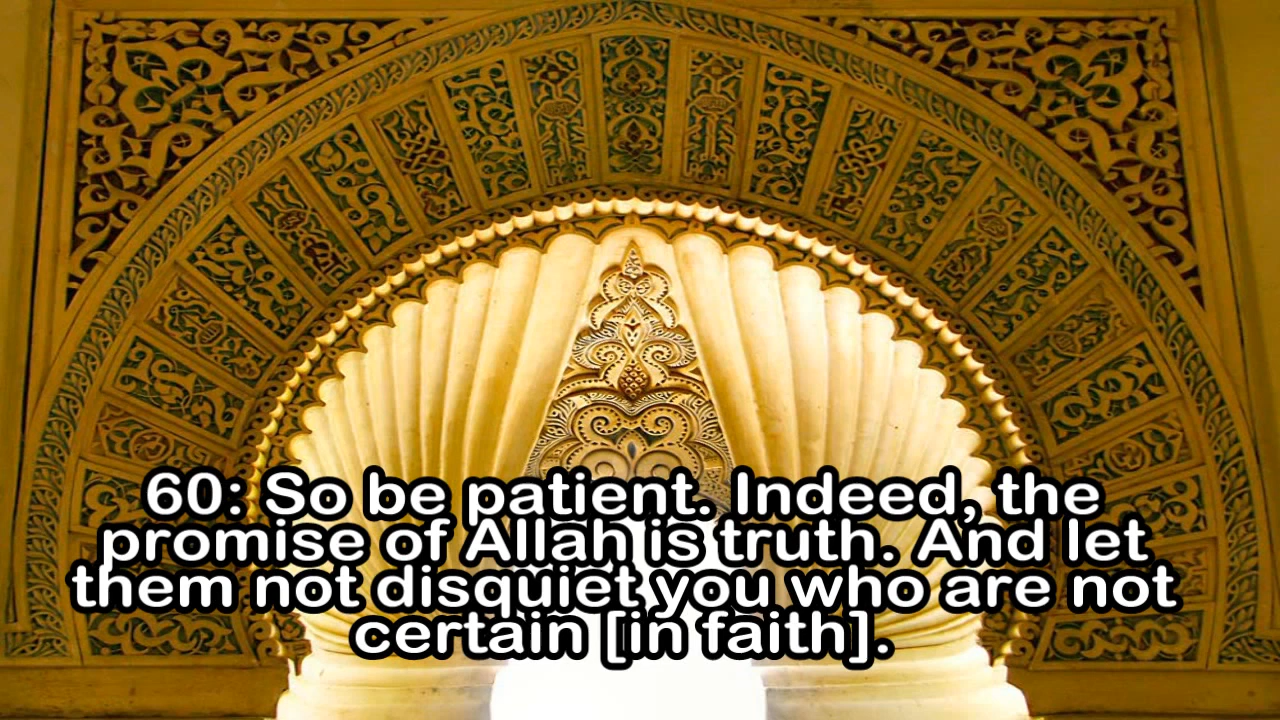 60: So be patient. Indeed, the
promise of Allah is truth. And let
them not disquiet you who are not
certain [in faith].